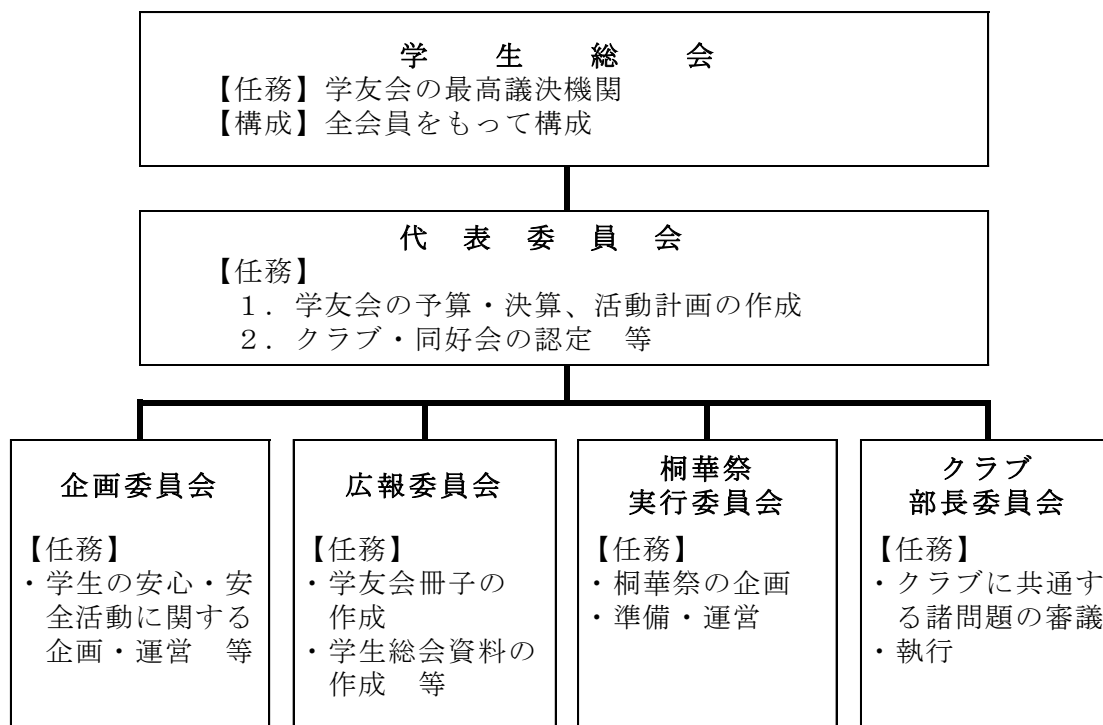 学　生　総　会
【任務】学友会の最高議決機関
【構成】全会員をもって構成
代　表　委　員　会
【任務】
１．学友会の予算・決算、活動計画の作成
２．クラブ・同好会の認定　等
企画委員会
【任務】
・学生の安心・安
全活動に関する
企画・運営　等
広報委員会
【任務】
・学友会冊子の
作成
・学生総会資料の
作成　等
桐華祭
実行委員会
【任務】
・桐華祭の企画
・準備・運営
クラブ
部長委員会
【任務】
・クラブに共通す
る諸問題の審議
・執行